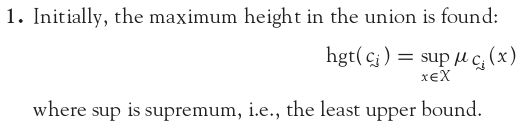 1. Initially, the maximum height in the union is found:
hgt(c̰ⱼ) = sup μ c̰ᵢ(x)
x∈X
where sup is supremum, i.e., the least upper bound.